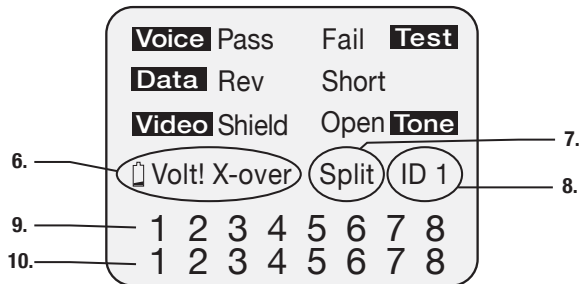 Voice Pass Fail Test
Data Rev Short
Video Shield Open Tone
7.
6. Volt! X-over Split ID 1
8.
9. 1 2 3 4 5 6 7 8
10. 1 2 3 4 5 6 7 8